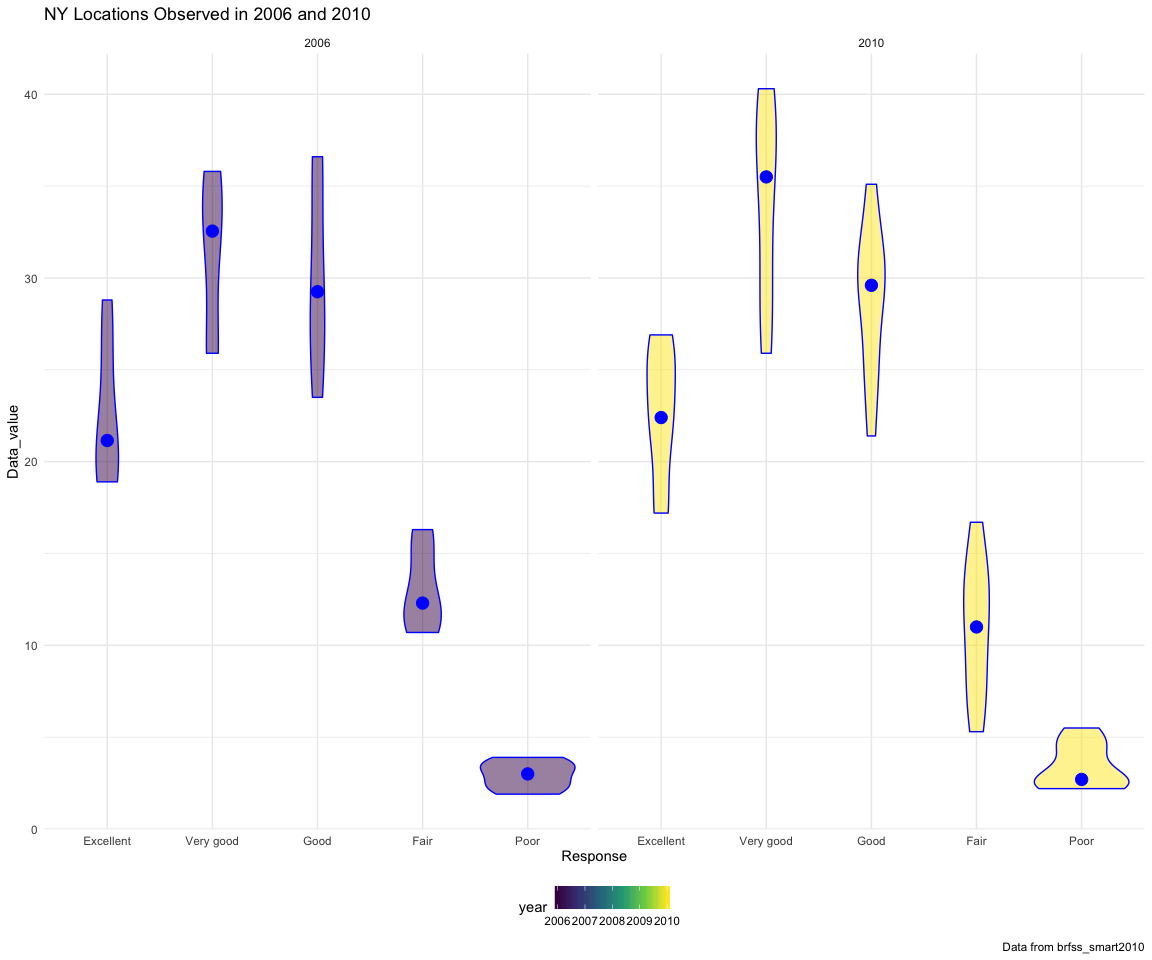 NY Locations Observed in 2006 and 2010
2006 2010
40
30
20
10
0
Data_value
Excellent Very good Good Fair Poor Excellent Very good Good Fair Poor
Response
year
2006 2007 2008 2009 2010
Data from brfss_smart2010